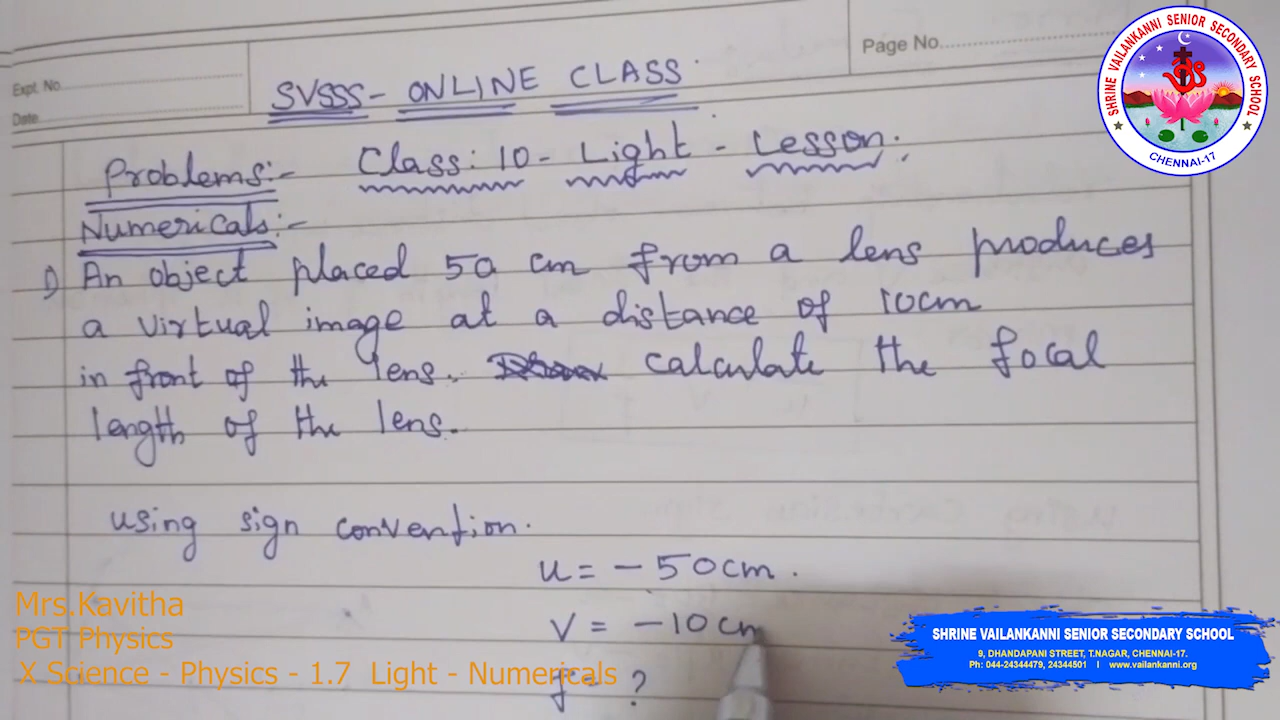 Expt. No.
Date
Page No.
SVSSS - ONLINE CLASS
Problems:- Class: 10 - Light - Lesson.
Numericals:-
1) An object placed 50 cm from a lens produces
a virtual image at a distance of 10cm
in front of the lens. calculate the focal
length of the lens.
using sign convention.
u = - 50cm.
v = - 10cm
f = ?
Mrs.Kavitha
PGT Physics
X Science - Physics - 1.7 Light - Numericals
SHRINE VAILANKANNI SENIOR SECONDARY SCHOOL
CHENNAI-17
SHRINE VAILANKANNI SENIOR SECONDARY SCHOOL
9, DHANDAPANI STREET, T.NAGAR, CHENNAI-17.
Ph: 044-24344479, 24344501 | www.vailankanni.org